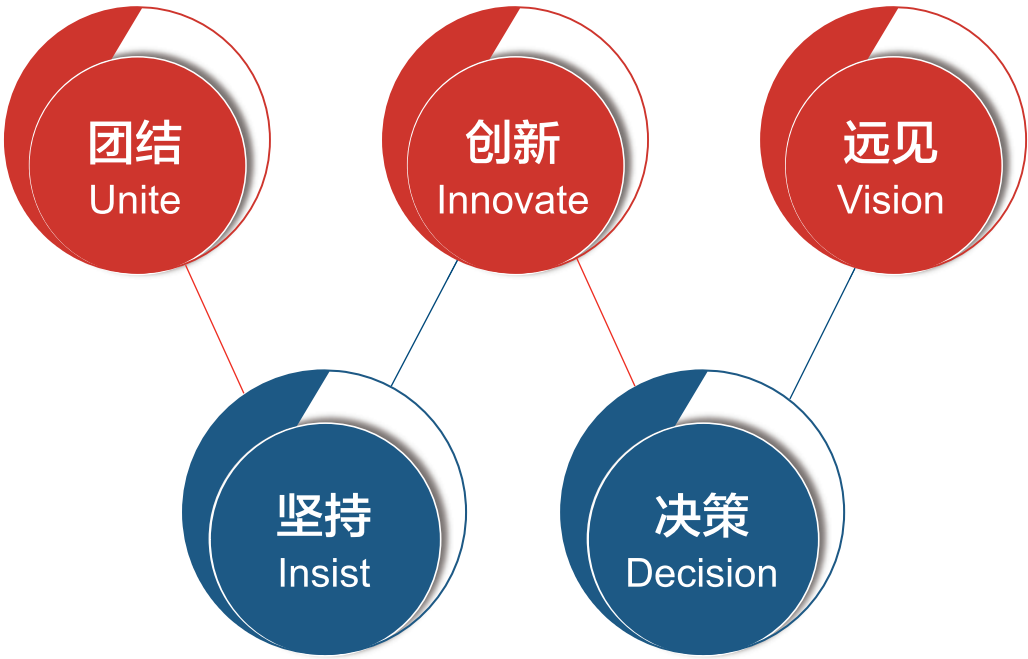 团结
Unite
创新
Innovate
远见
Vision
坚持
Insist
决策
Decision